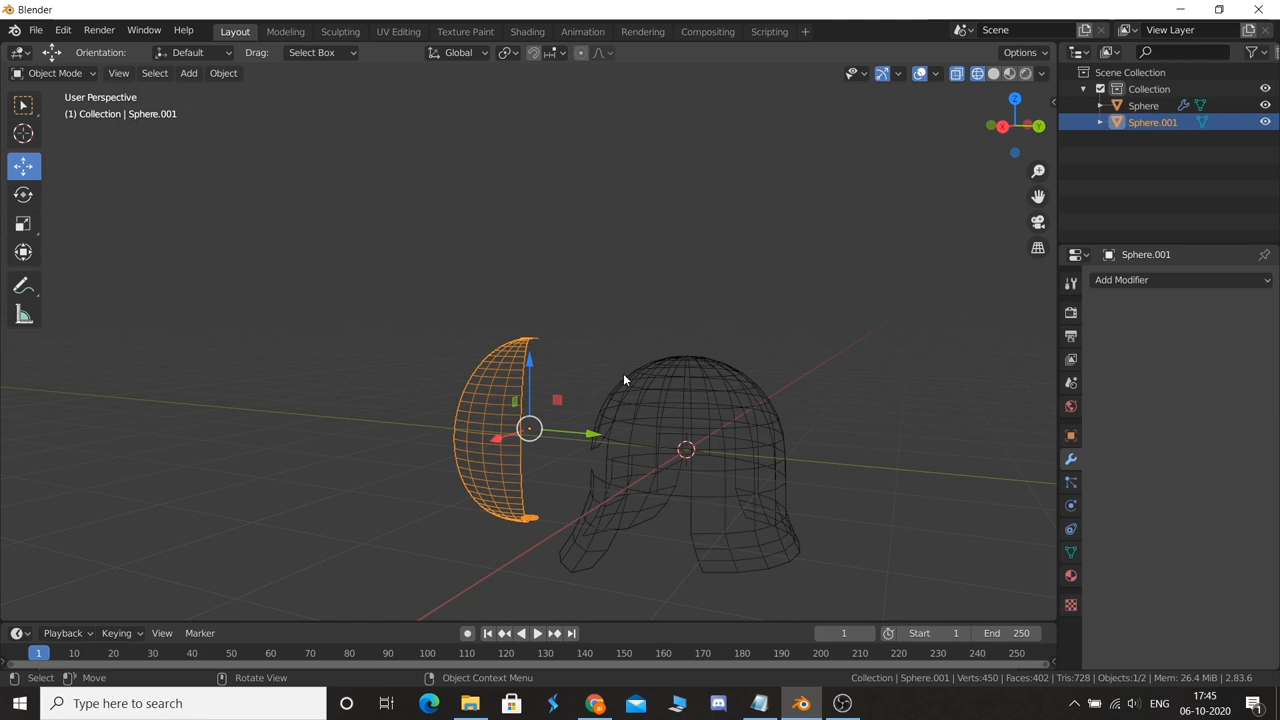 Blender
File Edit Render Window Help Layout Modeling Sculpting UV Editing Texture Paint Shading Animation Rendering Compositing Scripting + Scene View Layer
Orientation: Default Drag: Select Box Global Options
Object Mode View Select Add Object
User Perspective
(1) Collection | Sphere.001
Z
X
Y
Scene Collection
Collection
Sphere
Sphere.001
Sphere.001
Add Modifier
Playback Keying View Marker 1 Start 1 End 250
1 10 20 30 40 50 60 70 80 90 100 110 120 130 140 150 160 170 180 190 200 210 220 230 240 250
Select Move Rotate View Object Context Menu Collection | Sphere.001 | Verts:450 | Faces:402 | Tris:728 | Objects:1/2 | Mem: 26.4 MiB | 2.83.6
Type here to search
17:45
06-10-2020